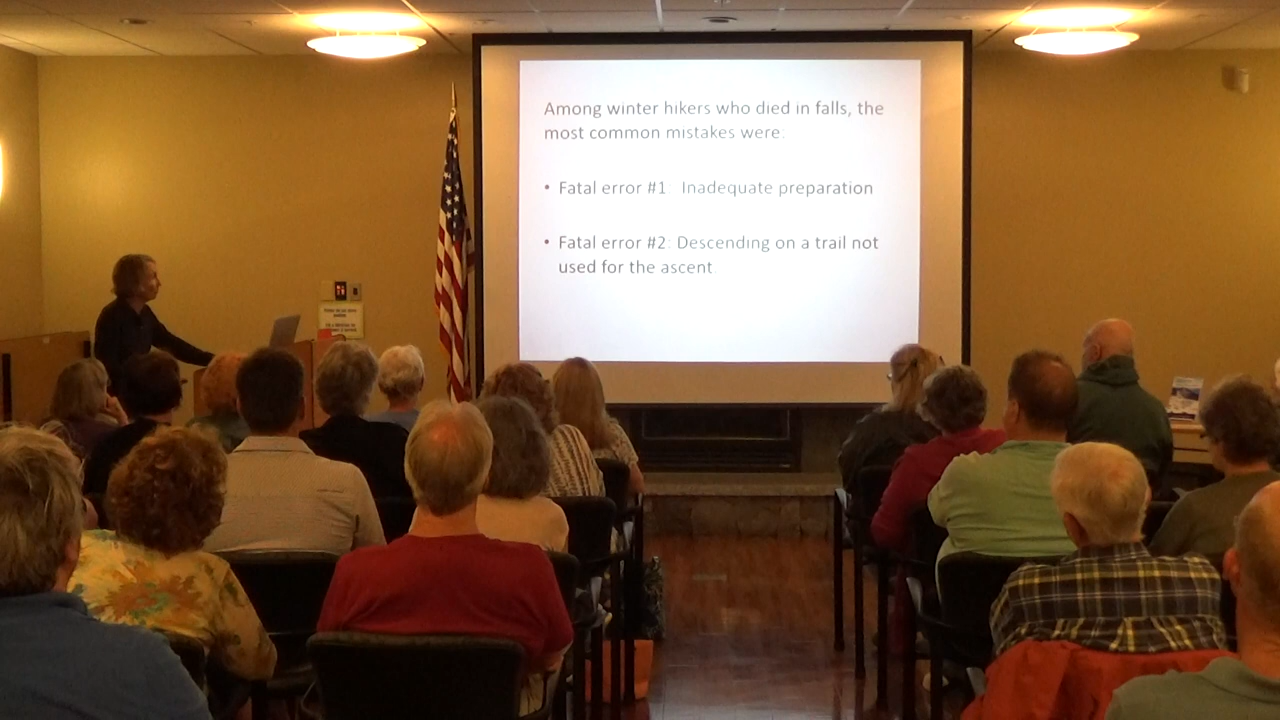 Among winter hikers who died in falls, the
most common mistakes were:
• Fatal error #1: Inadequate preparation
• Fatal error #2: Descending on a trail not
used for the ascent.